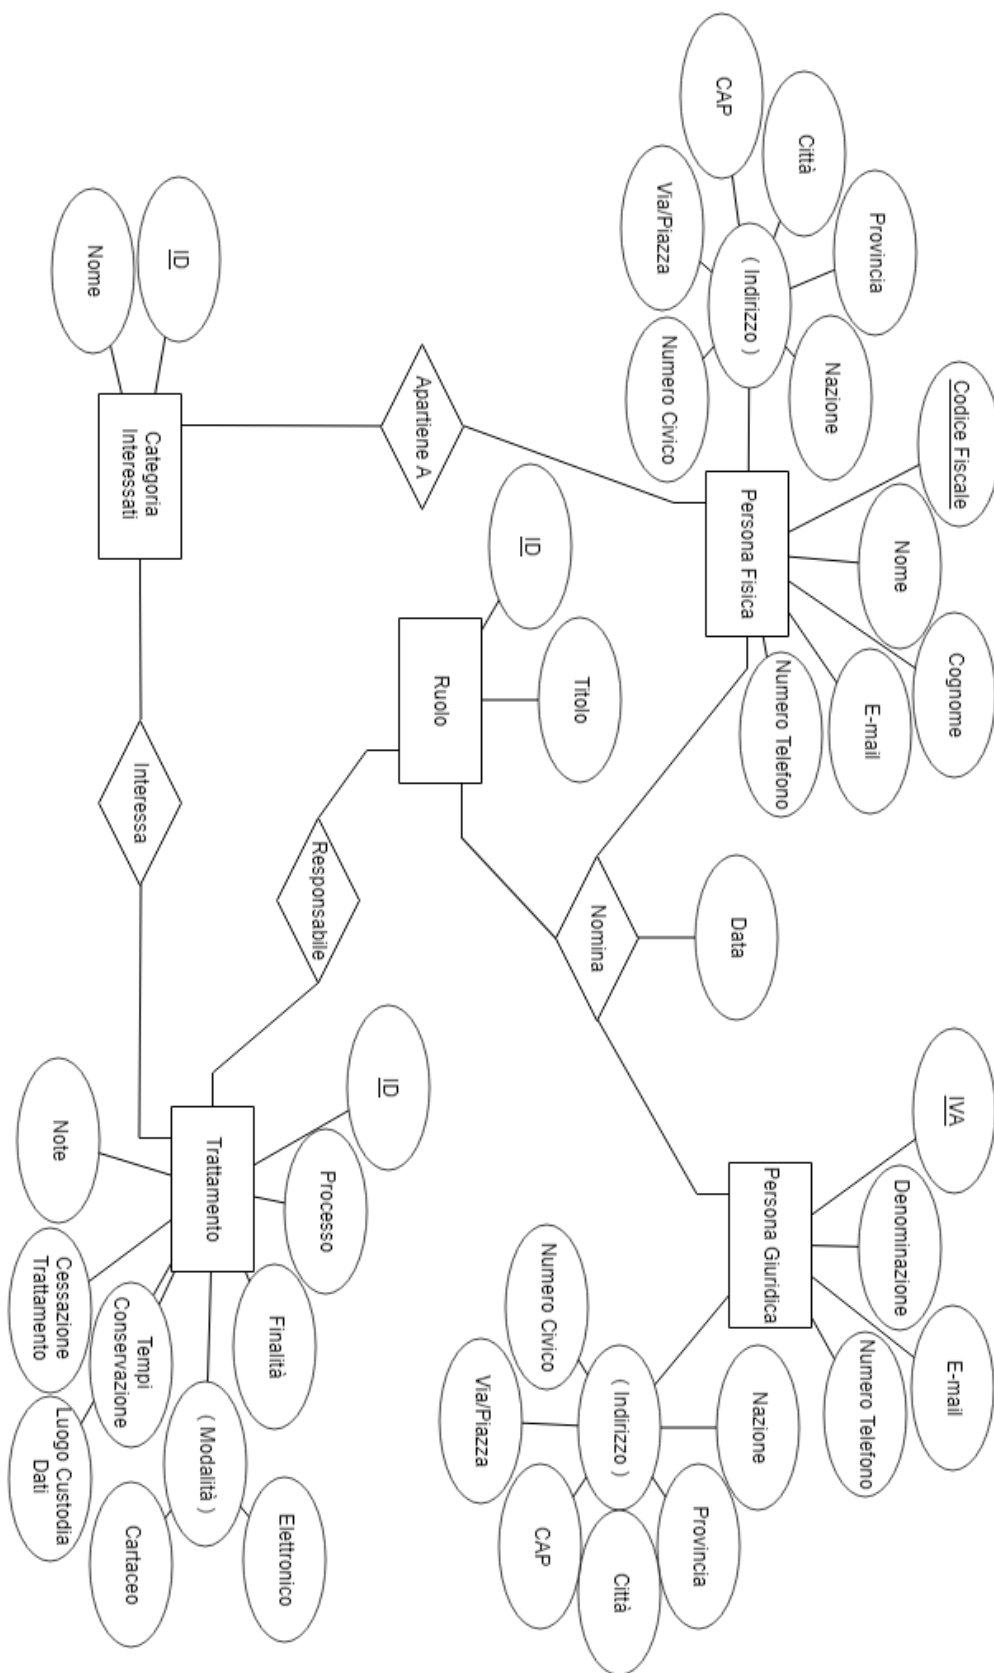 Codice Fiscale
Nome
Cognome
E-mail
Numero Telefono
Persona Fisica
CAP
Città
Provincia
Via/Piazza
( Indirizzo )
Numero Civico
Nazione
Apartiene A
ID
Nome
Categoria
Interessati
Interessa
ID
Titolo
Ruolo
Responsabile
Nomina
Data
IVA
Denominazione
E-mail
Numero Telefono
Persona Giuridica
Nazione
Numero Civico
( Indirizzo )
Via/Piazza
Provincia
CAP
Città
ID
Processo
Trattamento
Note
Finalità
Cessazione
Trattamento
Tempi
Conservazione
( Modalità )
Luogo Custodia
Dati
Elettronico
Cartaceo